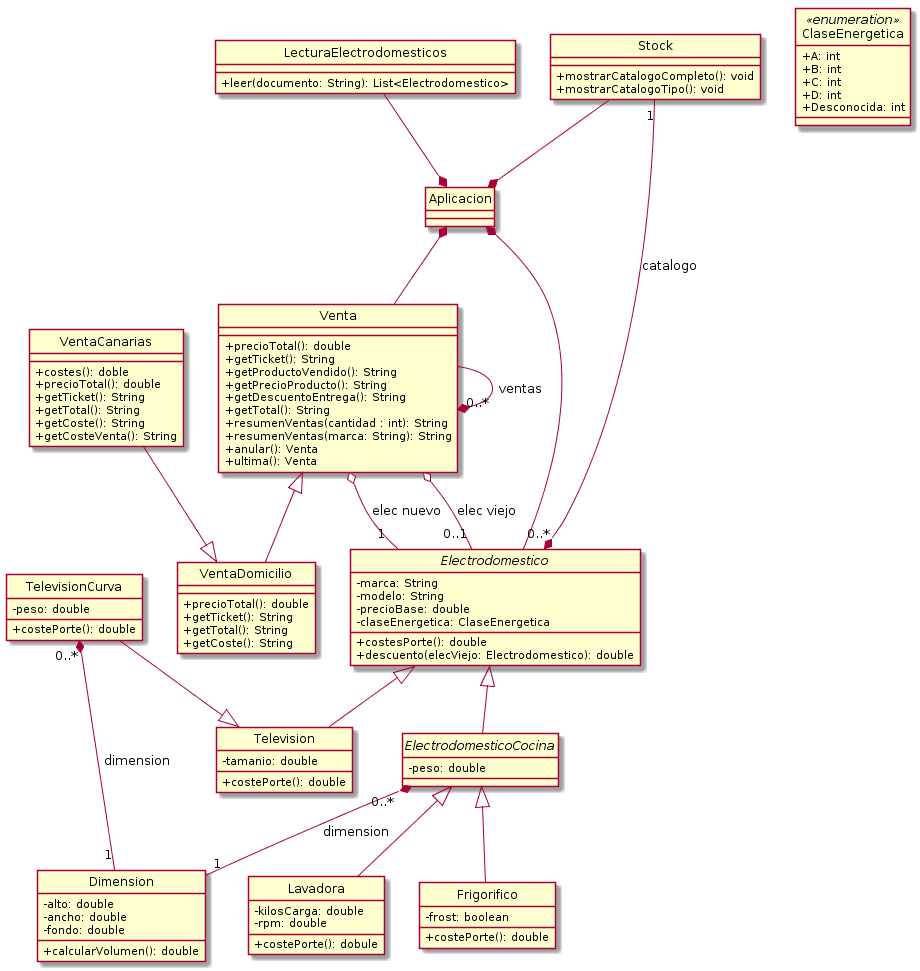 LecturaElectrodomesticos
+leer(documento: String): List<Electrodomestico>
Stock
+mostrarCatalogoCompleto(): void
+mostrarCatalogoTipo(): void
1
«enumeration»
ClaseEnergetica
+A: int
+B: int
+C: int
+D: int
+Desconocida: int
Aplicacion
catalogo
VentaCanarias
+costes(): doble
+precioTotal(): double
+getTicket(): String
+getTotal(): String
+getCoste(): String
+getCosteVenta(): String
Venta
+precioTotal(): double
+getTicket(): String
+getProductoVendido(): String
+getPrecioProducto(): String
+getDescuentoEntrega(): String
+getTotal(): String
+resumenVentas(cantidad : int): String
+resumenVentas(marca: String): String
+anular(): Venta
+ultima(): Venta
ventas
0..*
elec nuevo
1
elec viejo
0..1
0..*
TelevisionCurva
-peso: double
+costePorte(): double
0..*
VentaDomicilio
+precioTotal(): double
+getTicket(): String
+getTotal(): String
+getCoste(): String
Electrodomestico
-marca: String
-modelo: String
-precioBase: double
-claseEnergetica: ClaseEnergetica
+costesPorte(): double
+descuento(elecViejo: Electrodomestico): double
dimension
1
Television
-tamanio: double
+costePorte(): double
ElectrodomesticoCocina
-peso: double
0..*
dimension
1
Dimension
-alto: double
-ancho: double
-fondo: double
+calcularVolumen(): double
Lavadora
-kilosCarga: double
-rpm: double
+costePorte(): dobule
Frigorifico
-frost: boolean
+costePorte(): double